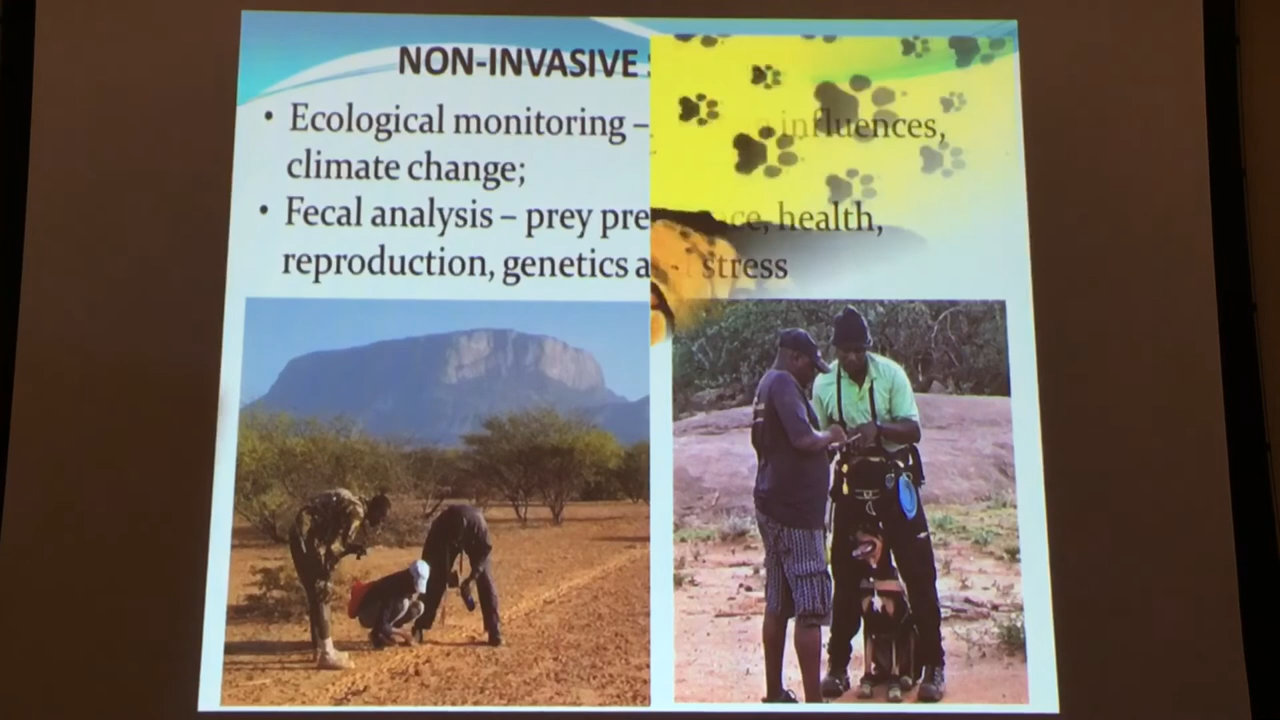 NON-INVASIVE
• Ecological monitoring – influences,
climate change;
• Fecal analysis – prey pre ce, health,
reproduction, genetics a stress